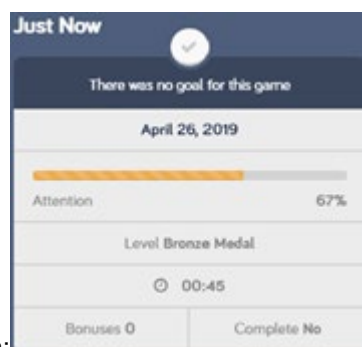 Just Now
There was no goal for this game
April 26, 2019
Attention 67%
Level Bronze Medal
00:45
Bonuses 0 Complete No